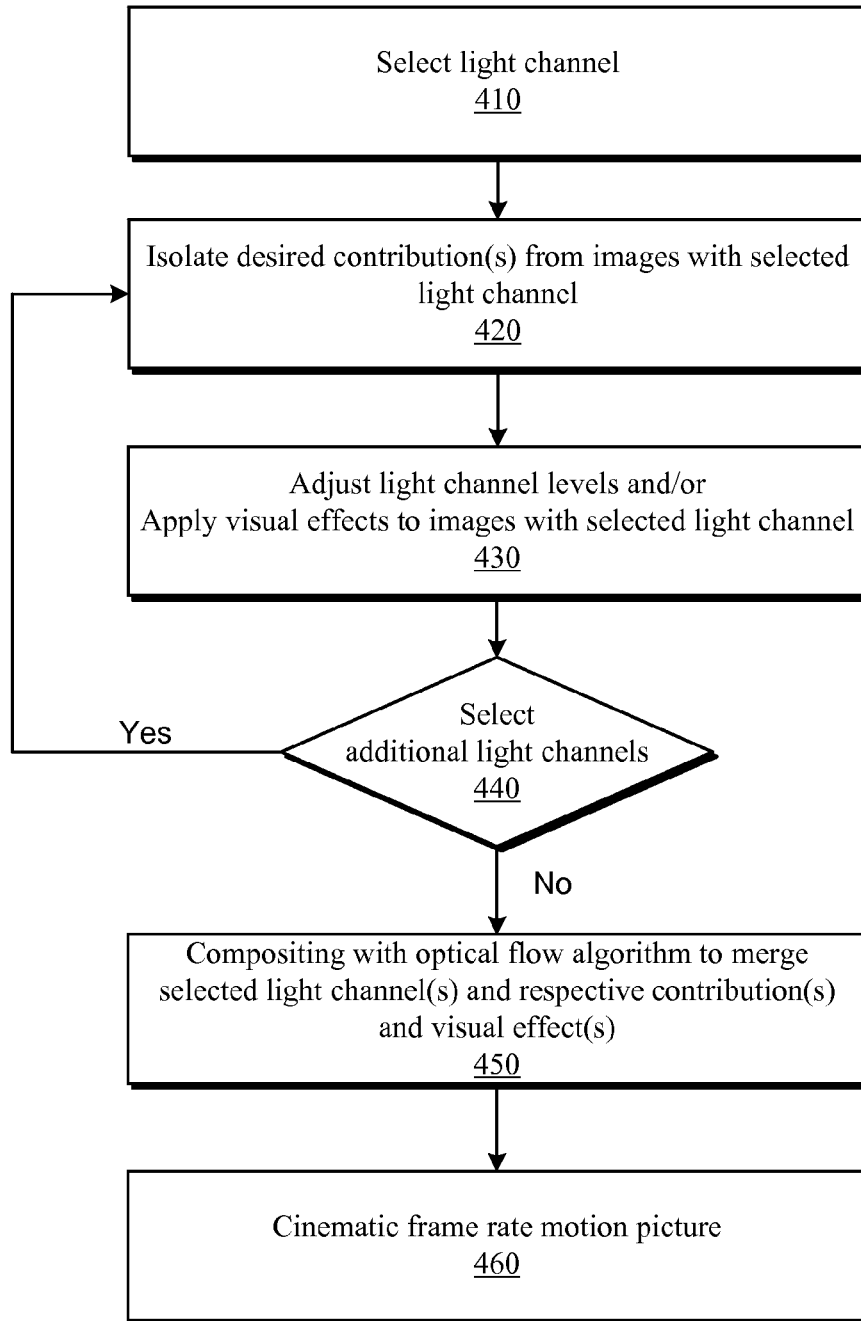 Select light channel
410
Isolate desired contribution(s) from images with selected
light channel
420
Adjust light channel levels and/or
Apply visual effects to images with selected light channel
430
Select
additional light channels
440
Yes
No
Compositing with optical flow algorithm to merge
selected light channel(s) and respective contribution(s)
and visual effect(s)
450
Cinematic frame rate motion picture
460